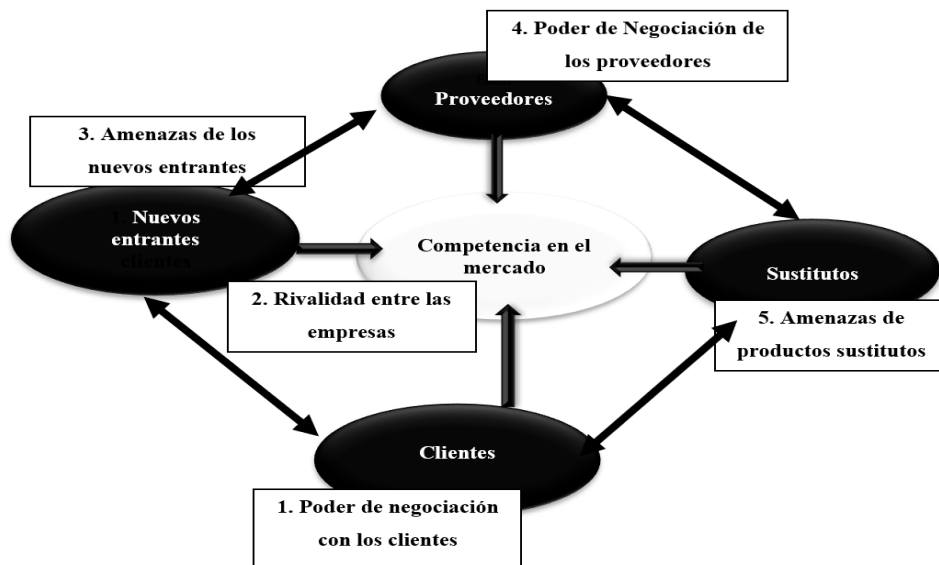 4. Poder de Negociación de
los proveedores
Proveedores
3. Amenazas de los
nuevos entrantes
Nuevos
entrantes
clientes
Competencia en el
mercado
Sustitutos
2. Rivalidad entre las
empresas
5. Amenazas de
productos sustitutos
Clientes
1. Poder de negociación
con los clientes